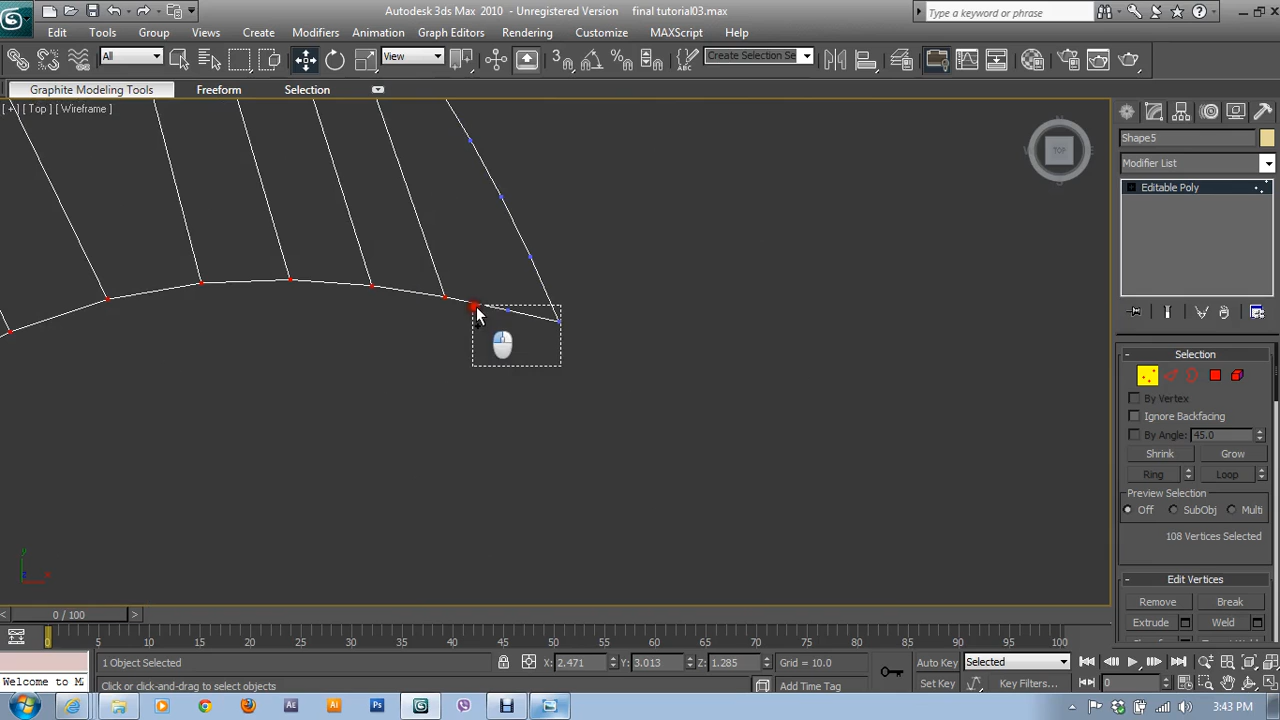 Autodesk 3ds Max 2010 - Unregistered Version final tutorial03.max
Type a keyword or phrase
Edit Tools Group Views Create Modifiers Animation Graph Editors Rendering Customize MAXScript Help
All View Create Selection Se
Graphite Modeling Tools Freeform Selection
[ + ] [ Top ] [ Wireframe ]
TOP
Shape5
Modifier List
Editable Poly
Selection
By Vertex
Ignore Backfacing
By Angle: 45.0
Shrink Grow
Ring Loop
Preview Selection
Off SubObj Multi
108 Vertices Selected
Edit Vertices
Remove Break
Extrude Weld
y
0 / 100
0 5 10 15 20 25 30 35 40 45 50 55 60 65 70 75 80 85 90 95 100
1 Object Selected X: 2.471 Y: 3.013 Z: 1.285 Grid = 10.0 Auto Key Selected
Welcome to M Click or click-and-drag to select objects Add Time Tag Set Key Key Filters... 0
3:43 PM